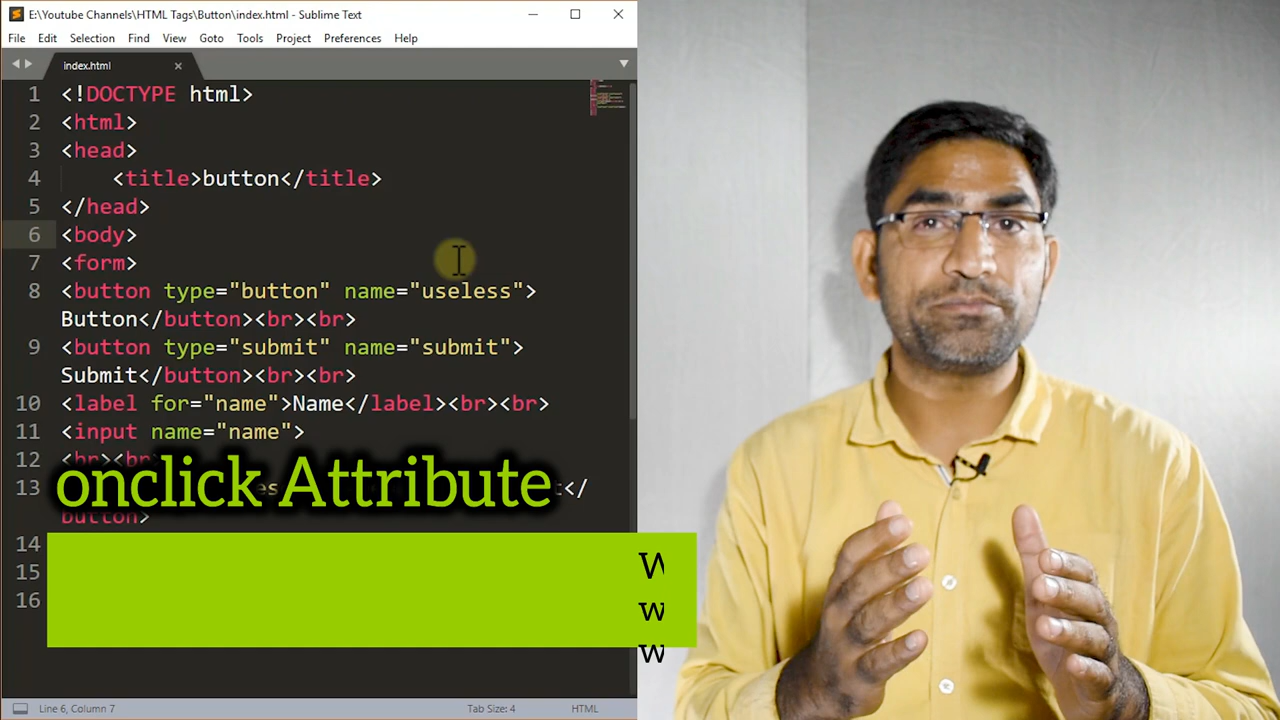 E:\Youtube Channels\HTML Tags\Button\index.html - Sublime Text
File Edit Selection Find View Goto Tools Project Preferences Help
index.html
1 <!DOCTYPE html>
2 <html>
3 <head>
4 <title>button</title>
5 </head>
6 <body>
7 <form>
8 <button type="button" name="useless">
Button</button><br><br>
9 <button type="submit" name="submit">
Submit</button><br><br>
10 <label for="name">Name</label><br><br>
11 <input name="name">
12 <br><br>
13 </
button>
onclick Attribute
14
15
16
W
w
w
Line 6, Column 7 Tab Size: 4 HTML